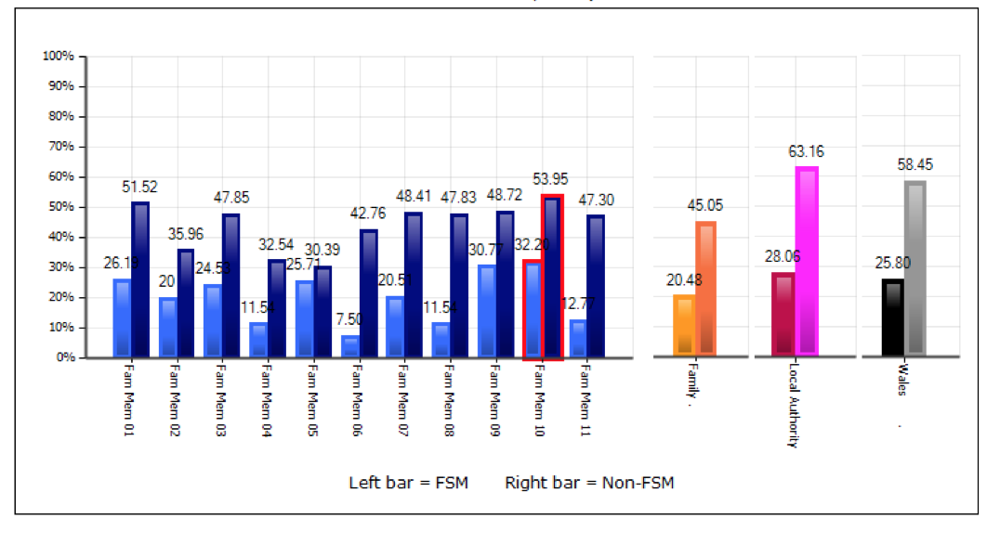 100%
90%
80%
70%
60%
50%
40%
30%
20%
10%
0%
26.19 51.52
20 35.96
24.53 47.85
11.54 32.54
25.71 30.39
7.50 42.76
20.51 48.41
11.54 47.83
30.77 48.72
32.20 53.95
12.77 47.30
20.48 45.05
28.06 63.16
25.80 58.45
Fam Mem 01
Fam Mem 02
Fam Mem 03
Fam Mem 04
Fam Mem 05
Fam Mem 06
Fam Mem 07
Fam Mem 08
Fam Mem 09
Fam Mem 10
Fam Mem 11
Family .
Local Authority
Wales .
Left bar = FSM Right bar = Non-FSM